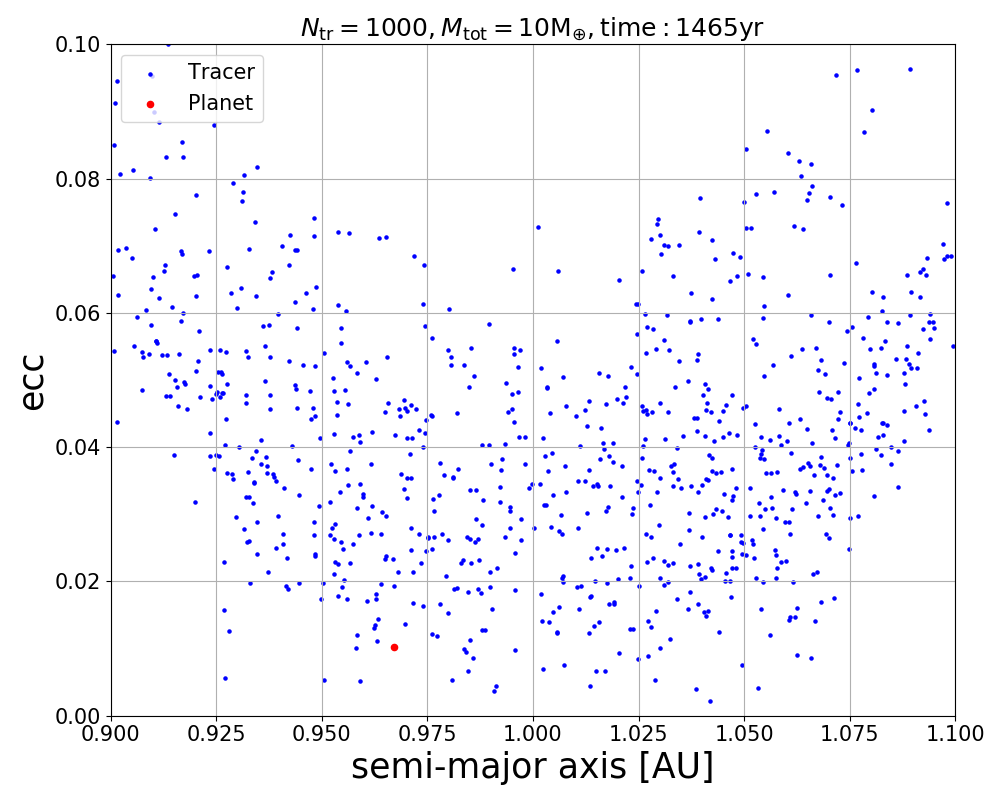 N_tr = 1000, M_tot = 10M_⊕, time : 1465yr
0.10
Tracer
Planet
0.08
0.06
0.04
0.02
0.00
ecc
0.900 0.925 0.950 0.975 1.000 1.025 1.050 1.075 1.100
semi-major axis [AU]